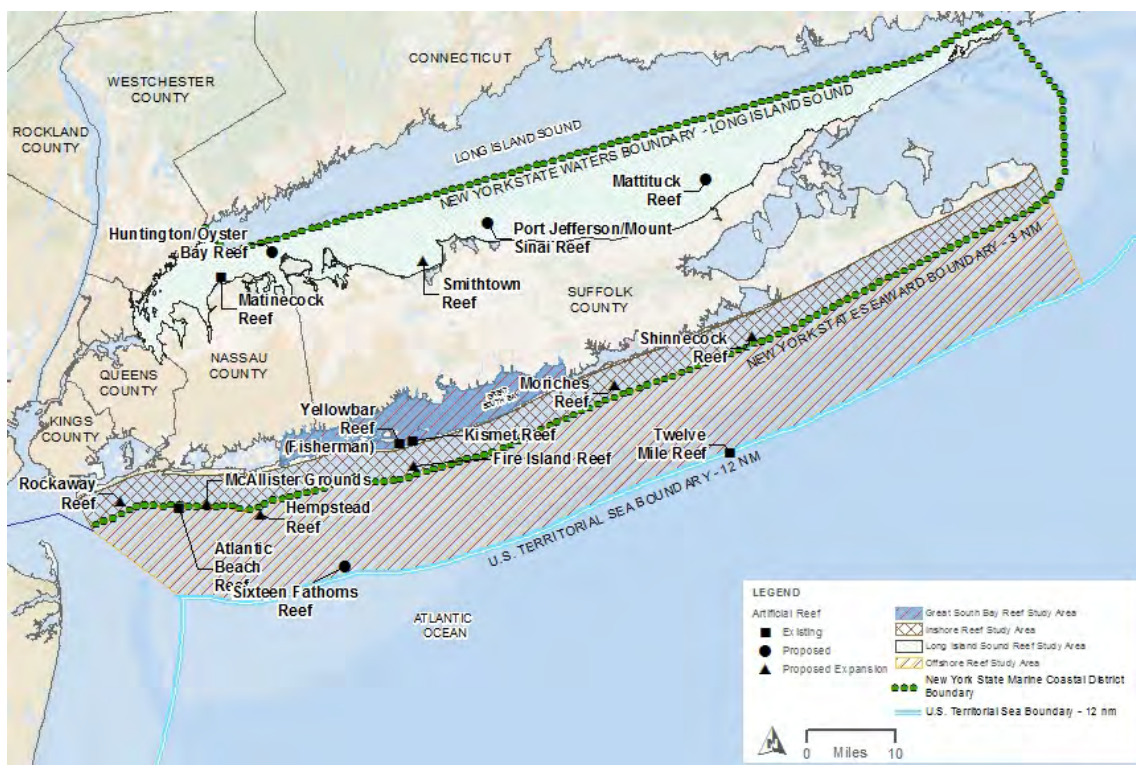 CONNECTICUT
WESTCHESTER
COUNTY
ROCKLAND
COUNTY
LONG ISLAND SOUND
NEW YORK STATE WATERS BOUNDARY - LONG ISLAND SOUND
Mattituck
Reef
Huntington/Oyster
Bay Reef
Port Jefferson/Mount
Sinai Reef
Smithtown
Reef
Matinecock
Reef
SUFFOLK
COUNTY
NASSAU
COUNTY
QUEENS
COUNTY
KINGS
COUNTY
Shinnecock
Reef
NEW YORK STATE SEAWARD BOUNDARY - 3 NM
Moriches
Reef
GREAT
SOUTH BAY
Yellowbar
Reef
(Fisherman)
Kismet Reef
Fire Island Reef
Twelve
Mile Reef
McAllister Grounds
Rockaway
Reef
Hempstead
Reef
U.S. TERRITORIAL SEA BOUNDARY - 12 NM
Atlantic
Beach
Reef
Sixteen Fathoms
Reef
ATLANTIC
OCEAN
LEGEND
Artificial Reef
Existing
Proposed
Proposed Expansion
Great South Bay Reef Study Area
Inshore Reef Study Area
Long Island Sound Reef Study Area
Offshore Reef Study Area
New York State Marine Coastal District
Boundary
U.S. Territorial Sea Boundary - 12 nm
N
0 Miles 10